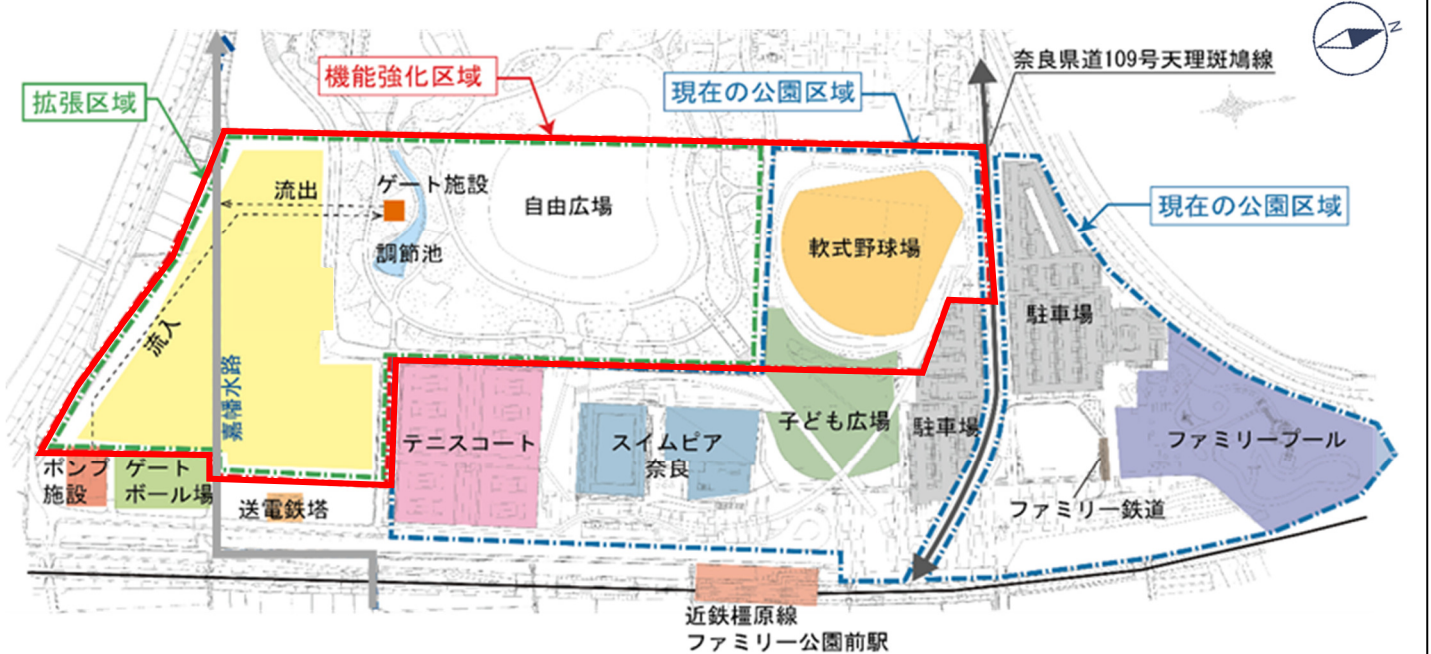 N
奈良県道109号天理斑鳩線
機能強化区域
現在の公園区域
拡張区域
流出
ゲート施設
自由広場
現在の公園区域
軟式野球場
調節池
駐車場
流入
嘉幡水路
テニスコート
スイムピア
奈良
子ども広場
駐車場
ファミリープール
ポンプ
施設
ゲート
ボール場
送電鉄塔
ファミリー鉄道
近鉄橿原線
ファミリー公園前駅